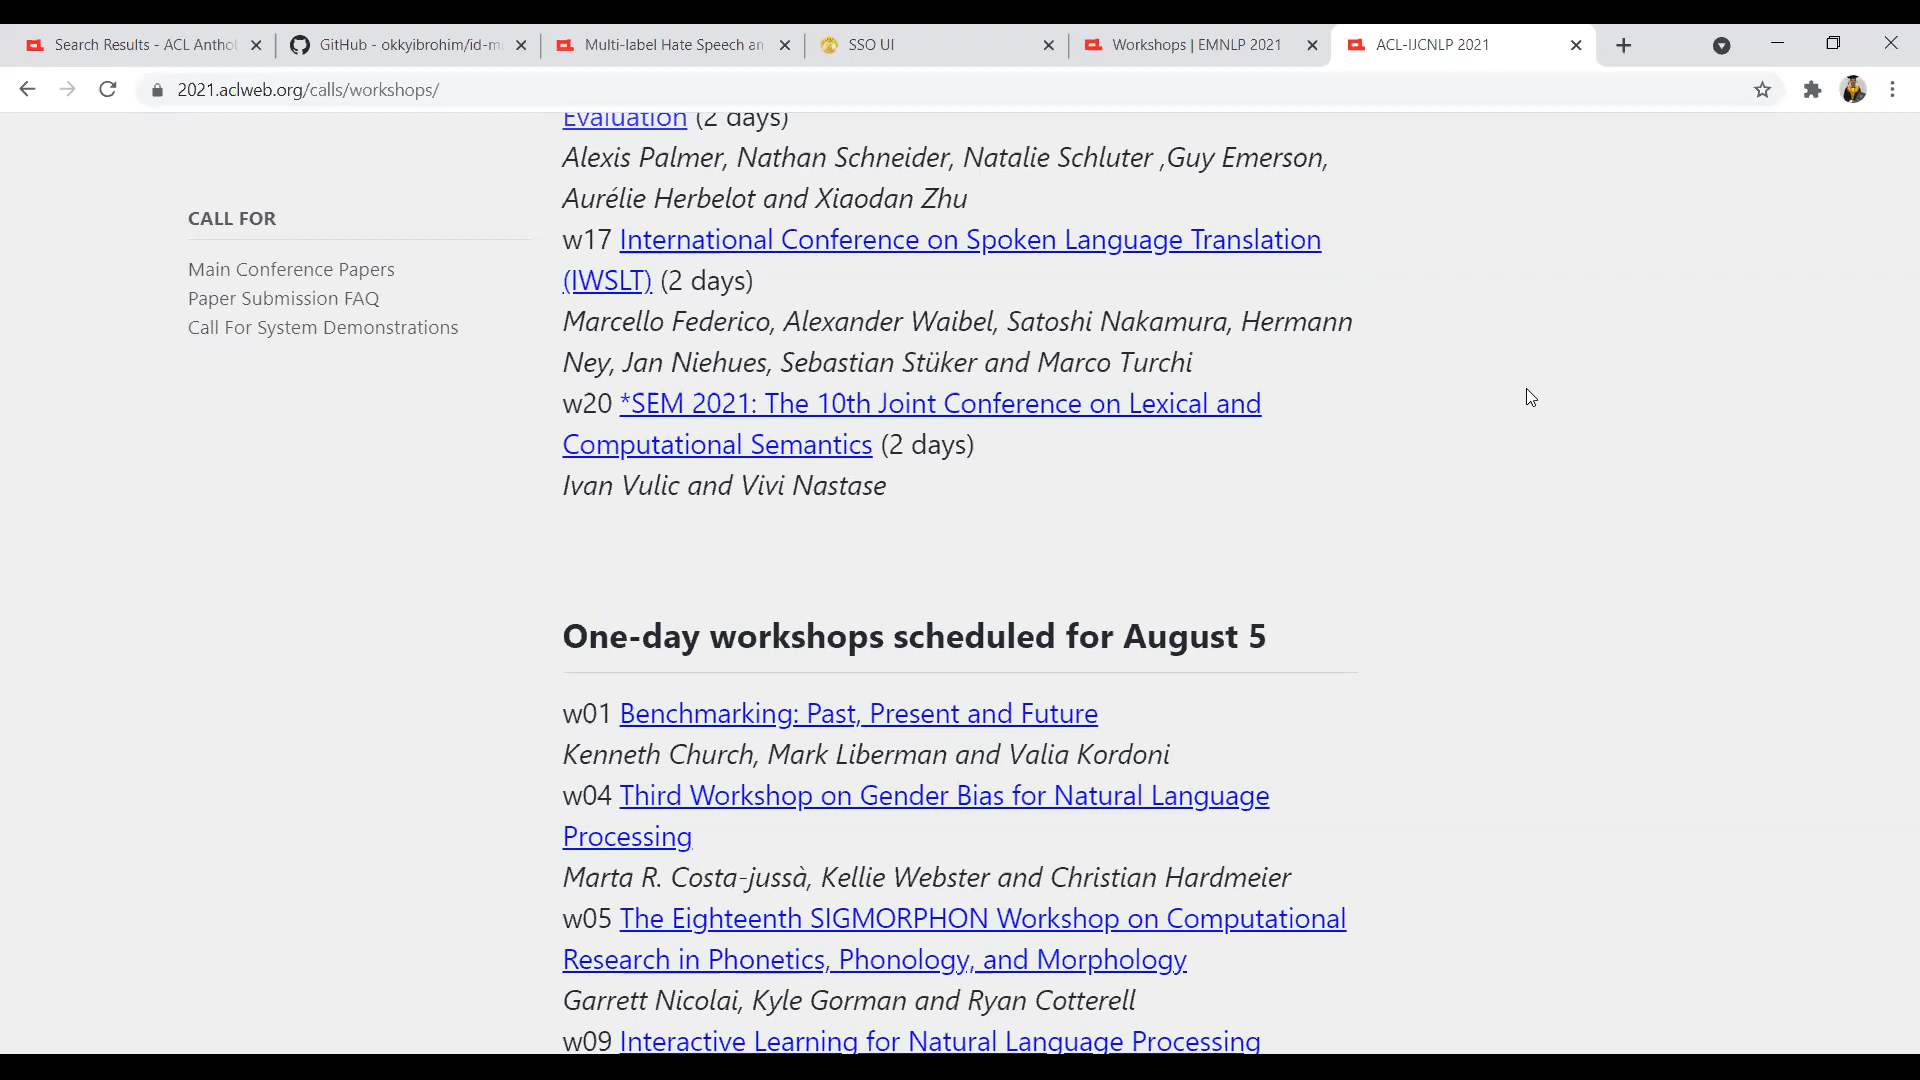 Search Results - ACL Anthol
GitHub - okkyibrohim/id-m
Multi-label Hate Speech an
SSO UI
Workshops | EMNLP 2021
ACL-IJCNLP 2021
2021.aclweb.org/calls/workshops/
CALL FOR
Main Conference Papers
Paper Submission FAQ
Call For System Demonstrations
Evaluation (2 days)
Alexis Palmer, Nathan Schneider, Natalie Schluter ,Guy Emerson,
Aurélie Herbelot and Xiaodan Zhu
w17 International Conference on Spoken Language Translation
(IWSLT) (2 days)
Marcello Federico, Alexander Waibel, Satoshi Nakamura, Hermann
Ney, Jan Niehues, Sebastian Stüker and Marco Turchi
w20 *SEM 2021: The 10th Joint Conference on Lexical and
Computational Semantics (2 days)
Ivan Vulic and Vivi Nastase
One-day workshops scheduled for August 5
w01 Benchmarking: Past, Present and Future
Kenneth Church, Mark Liberman and Valia Kordoni
w04 Third Workshop on Gender Bias for Natural Language
Processing
Marta R. Costa-jussà, Kellie Webster and Christian Hardmeier
w05 The Eighteenth SIGMORPHON Workshop on Computational
Research in Phonetics, Phonology, and Morphology
Garrett Nicolai, Kyle Gorman and Ryan Cotterell
w09 Interactive Learning for Natural Language Processing